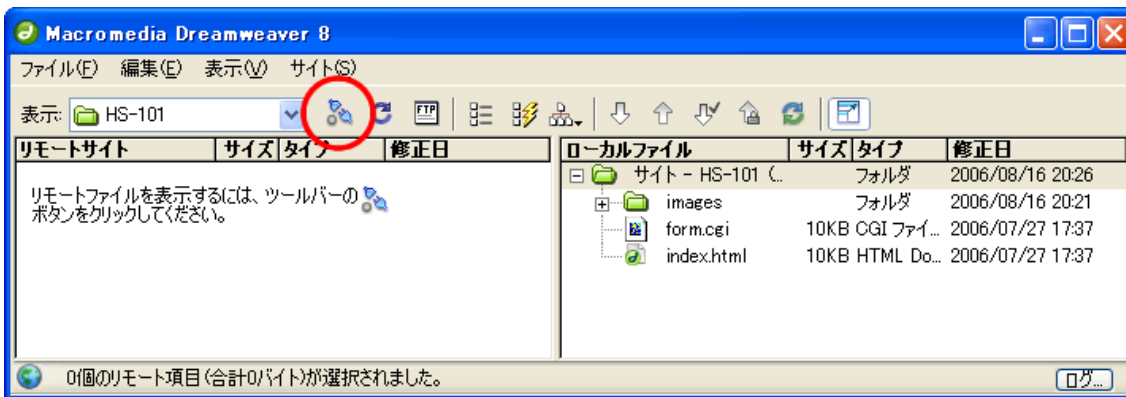 Macromedia Dreamweaver 8
ファイル(F) 編集(E) 表示(V) サイト(S)
表示: HS-101 FTP
リモートサイト サイズ タイプ 修正日
リモートファイルを表示するには、ツールバーの
ボタンをクリックしてください。
ローカルファイル サイズ タイプ 修正日
サイト - HS-101 (... フォルダ 2006/08/16 20:26
images フォルダ 2006/08/16 20:21
form.cgi 10KB CGI ファイ... 2006/07/27 17:37
index.html 10KB HTML Do... 2006/07/27 17:37
0個のリモート項目(合計0バイト)が選択されました。 ログ...